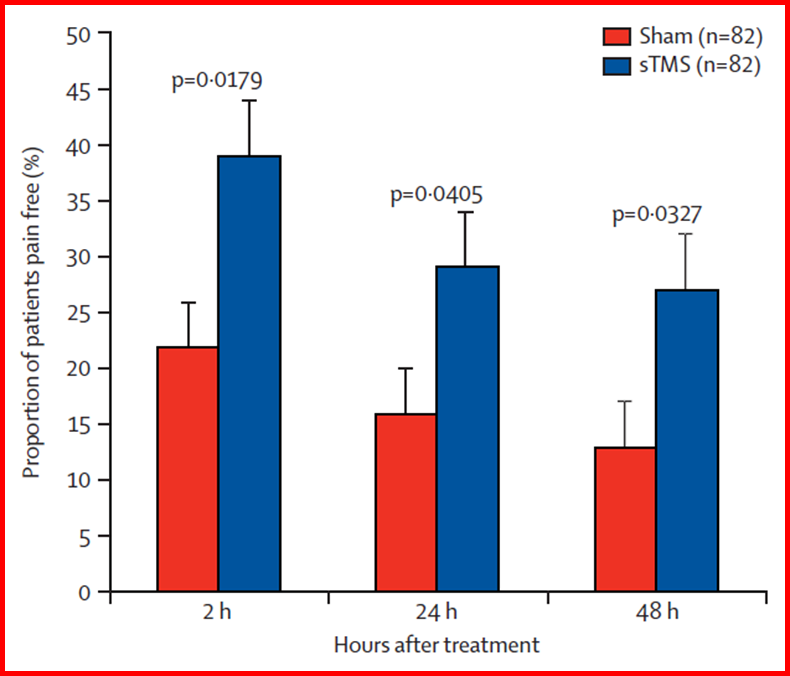 Sham (n=82)
sTMS (n=82)
Proportion of patients pain free (%)
50
45
40
35
30
25
20
15
10
5
0
p=0·0179
p=0·0405
p=0·0327
2 h
24 h
48 h
Hours after treatment